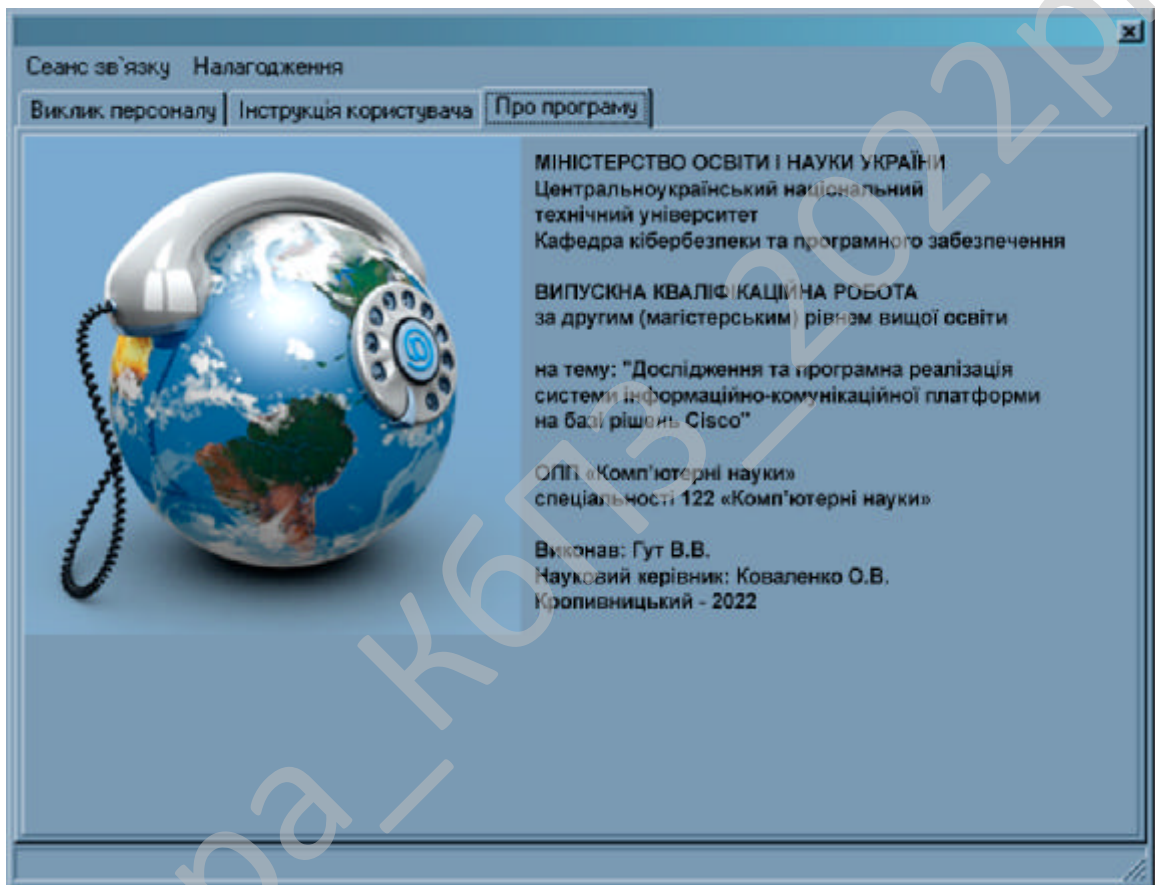 Сеанс зв`язку Налагодження
Виклик персоналу Інструкція користувача Про програму
МІНІСТЕРСТВО ОСВІТИ І НАУКИ УКРАЇНИ
Центральноукраїнський національний
технічний університет
Кафедра кібербезпеки та програмного забезпечення
ВИПУСКНА КВАЛІФІКАЦІЙНА РОБОТА
за другим (магістерським) рівнем вищої освіти
на тему: "Дослідження та програмна реалізація
системи інформаційно-комунікаційної платформи
на базі рішень Cisco"
ОПП «Комп'ютерні науки»
спеціальності 122 «Комп'ютерні науки»
Виконав: Гут В.В.
Науковий керівник: Коваленко О.В.
Кропивницький - 2022
ра_КбПЗ_2022р